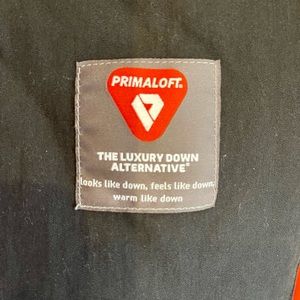 PRIMALOFT®
THE LUXURY DOWN
ALTERNATIVE®
looks like down, feels like down,
warm like down